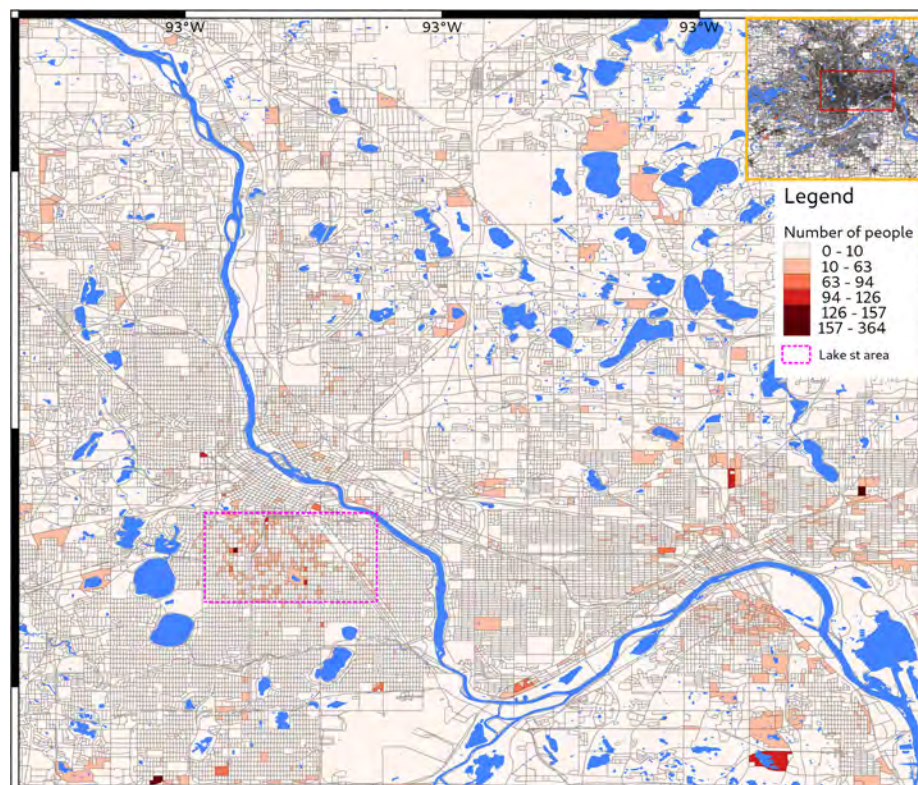 93°W 93°W 93°W
Legend
Number of people
0 - 10
10 - 63
63 - 94
94 - 126
126 - 157
157 - 364
Lake st area